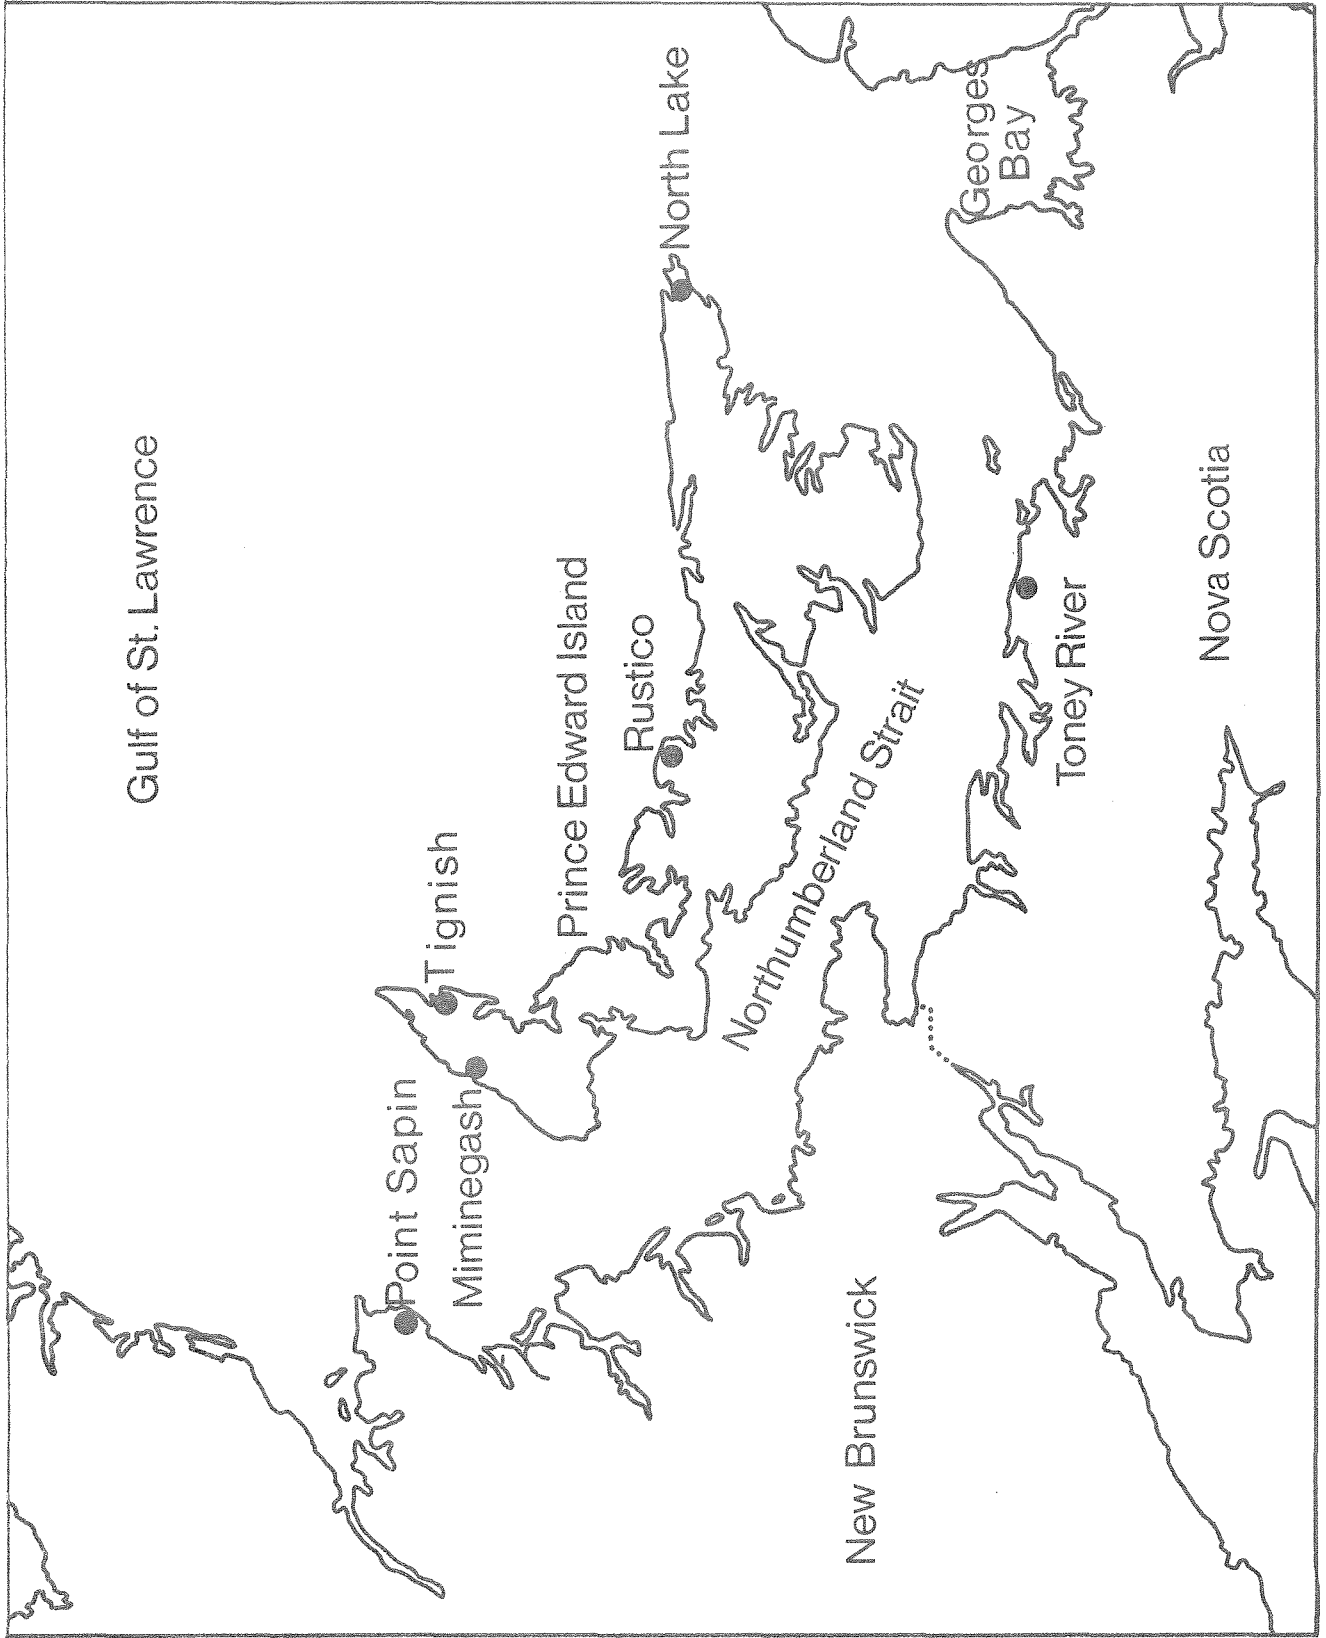 Gulf of St. Lawrence
Point Sapin
Tignish
Miminegash
Prince Edward Island
Rustico
North Lake
Northumberland Strait
Georges
Bay
New Brunswick
Toney River
Nova Scotia